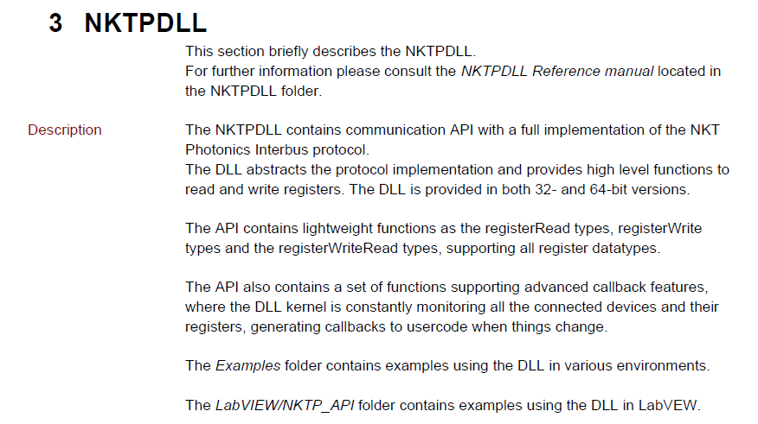 3 NKTPDLL
This section briefly describes the NKTPDLL.
For further information please consult the NKTPDLL Reference manual located in
the NKTPDLL folder.
Description
The NKTPDLL contains communication API with a full implementation of the NKT
Photonics Interbus protocol.
The DLL abstracts the protocol implementation and provides high level functions to
read and write registers. The DLL is provided in both 32- and 64-bit versions.
The API contains lightweight functions as the registerRead types, registerWrite
types and the registerWriteRead types, supporting all register datatypes.
The API also contains a set of functions supporting advanced callback features,
where the DLL kernel is constantly monitoring all the connected devices and their
registers, generating callbacks to usercode when things change.
The Examples folder contains examples using the DLL in various environments.
The LabVIEW/NKTP_API folder contains examples using the DLL in LabVEW.